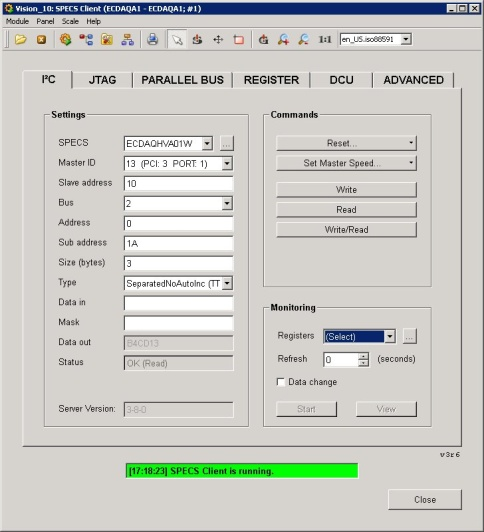 Vision_10: SPECS Client (ECDAQA1 - ECDAQA1; #1)
Module Panel Scale Help
1:1 en_US.iso88591
I²C JTAG PARALLEL BUS REGISTER DCU ADVANCED
Settings
SPECS ECDAQHVA01W ...
Master ID 13 (PCI: 3 PORT: 1)
Slave address 10
Bus 2
Address 0
Sub address 1A
Size (bytes) 3
Type SeparatedNoAutoInc (TT
Data in
Mask
Data out B4CD13
Status OK (Read)
Server Version: 3-8-0
Commands
Reset...
Set Master Speed...
Write
Read
Write/Read
Monitoring
Registers (Select) ...
Refresh 0 (seconds)
Data change
Start View
v3r6
[17:18:23] SPECS Client is running.
Close